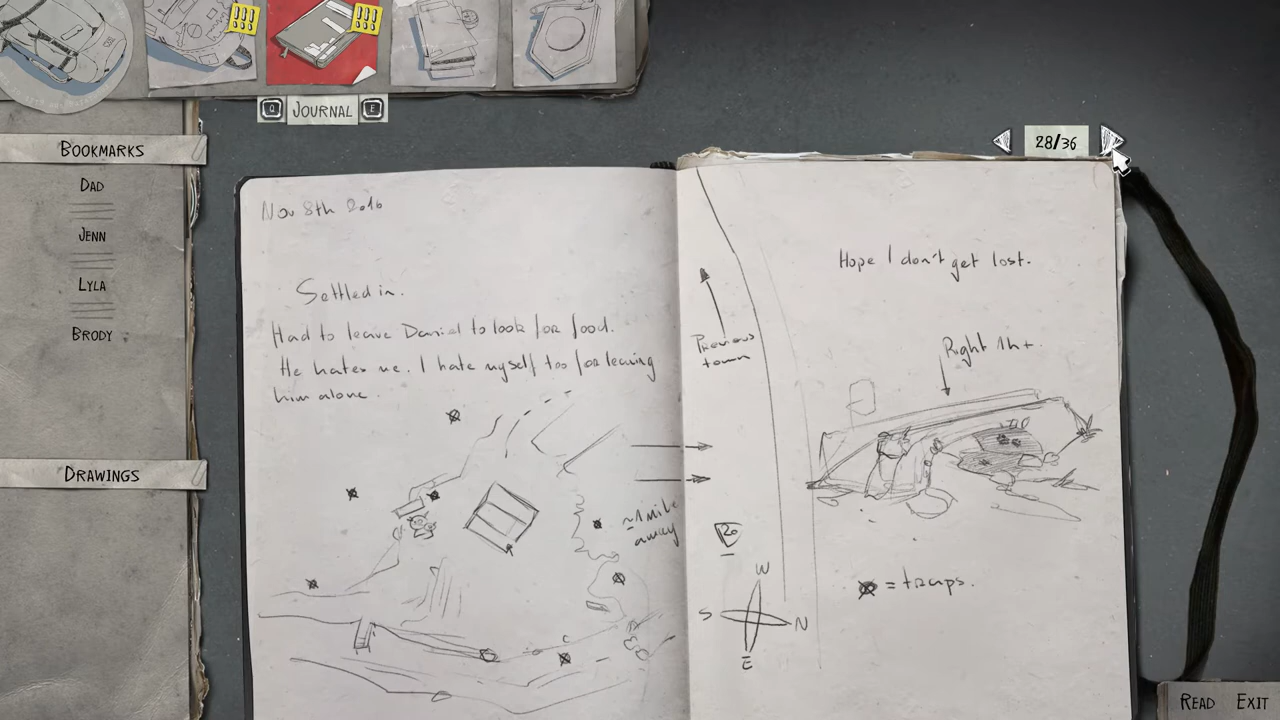 Q JOURNAL E
28/36
BOOKMARKS
DAD
JENN
LYLA
BRODY
DRAWINGS
Nov 8th 2016
Settled in.
Had to leave Daniel to look for food.
He hates me. I hate myself too for leaving
him alone.
~1 mile
away
Previous
town
Hope I don't get lost.
Right 1h+.
20
W
S
N
E
= traps.
READ EXIT